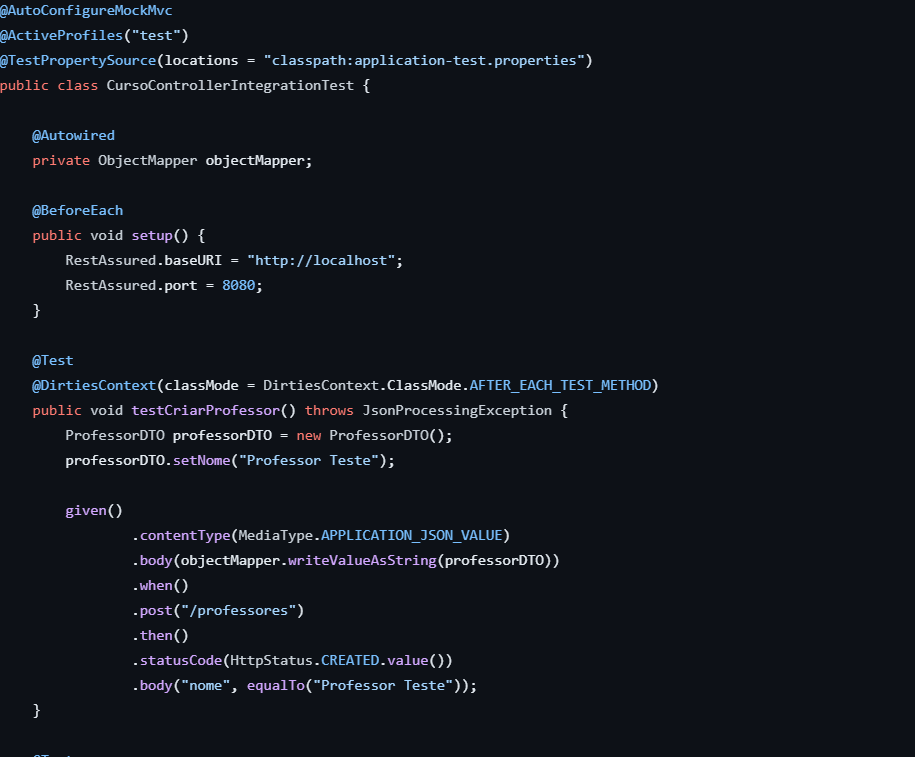 @AutoConfigureMockMvc
@ActiveProfiles("test")
@TestPropertySource(locations = "classpath:application-test.properties")
public class CursoControllerIntegrationTest {
@Autowired
private ObjectMapper objectMapper;
@BeforeEach
public void setup() {
RestAssured.baseURI = "http://localhost";
RestAssured.port = 8080;
}
@Test
@DirtiesContext(classMode = DirtiesContext.ClassMode.AFTER_EACH_TEST_METHOD)
public void testCriarProfessor() throws JsonProcessingException {
ProfessorDTO professorDTO = new ProfessorDTO();
professorDTO.setNome("Professor Teste");
given()
.contentType(MediaType.APPLICATION_JSON_VALUE)
.body(objectMapper.writeValueAsString(professorDTO))
.when()
.post("/professores")
.then()
.statusCode(HttpStatus.CREATED.value())
.body("nome", equalTo("Professor Teste"));
}